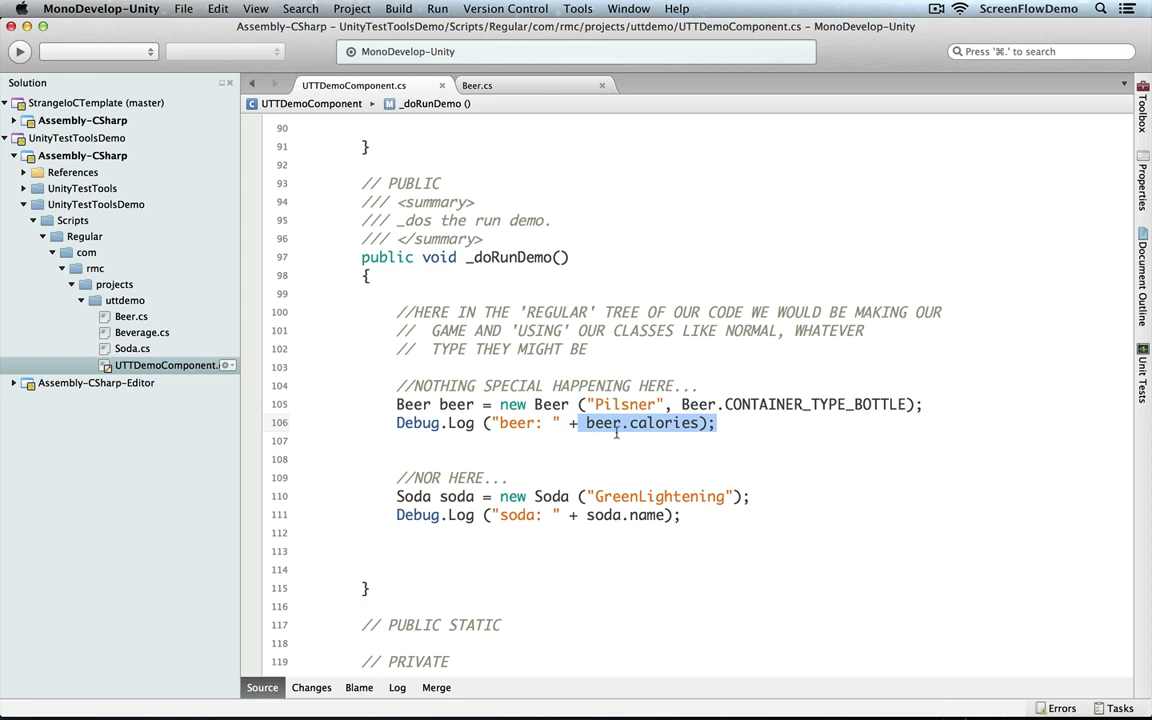 MonoDevelop-Unity File Edit View Search Project Build Run Version Control Tools Window Help ScreenFlowDemo
Assembly-CSharp – UnityTestToolsDemo/Scripts/Regular/com/rmc/projects/uttdemo/UTTDemoComponent.cs – MonoDevelop-Unity
MonoDevelop-Unity
Press '⌘.' to search
Solution
StrangeIoCTemplate (master)
Assembly-CSharp
UnityTestToolsDemo
Assembly-CSharp
References
UnityTestTools
UnityTestToolsDemo
Scripts
Regular
com
rmc
projects
uttdemo
Beer.cs
Beverage.cs
Soda.cs
UTTDemoComponent.
Assembly-CSharp-Editor
UTTDemoComponent.cs Beer.cs
C UTTDemoComponent M _doRunDemo ()
90
91 }
92
93 // PUBLIC
94 /// <summary>
95 /// _dos the run demo.
96 /// </summary>
97 public void _doRunDemo()
98 {
99
100 //HERE IN THE 'REGULAR' TREE OF OUR CODE WE WOULD BE MAKING OUR
101 // GAME AND 'USING' OUR CLASSES LIKE NORMAL, WHATEVER
102 // TYPE THEY MIGHT BE
103
104 //NOTHING SPECIAL HAPPENING HERE...
105 Beer beer = new Beer ("Pilsner", Beer.CONTAINER_TYPE_BOTTLE);
106 Debug.Log ("beer: " + beer.calories);
107
108
109 //NOR HERE...
110 Soda soda = new Soda ("GreenLightening");
111 Debug.Log ("soda: " + soda.name);
112
113
114
115 }
116
117 // PUBLIC STATIC
118
119 // PRIVATE
Source Changes Blame Log Merge
Errors Tasks
Toolbox
Properties
Document Outline
Unit Tests